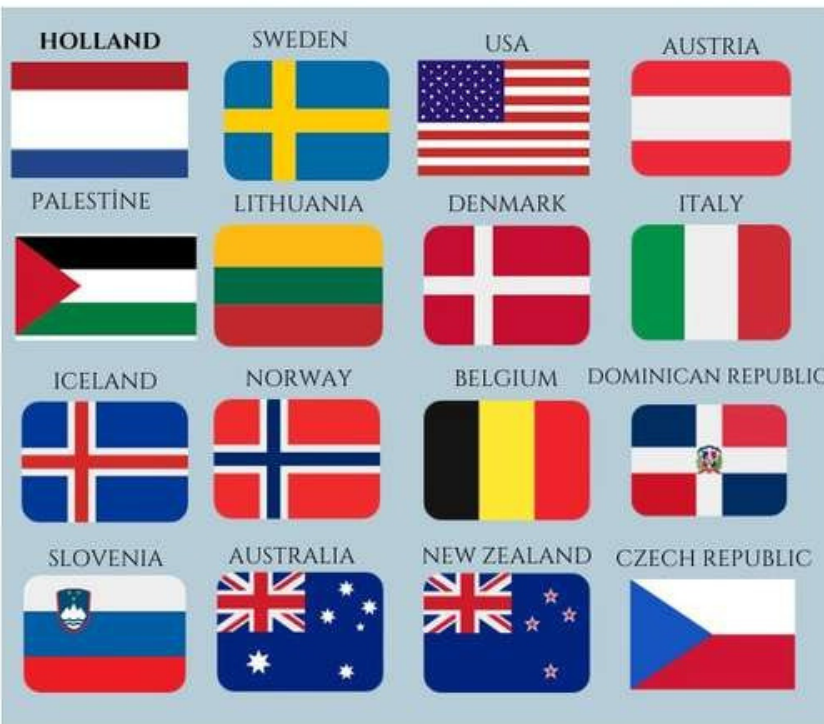 HOLLAND
SWEDEN
USA
AUSTRIA
PALESTİNE
LITHUANIA
DENMARK
ITALY
ICELAND
NORWAY
BELGIUM
DOMINICAN REPUBLIC
SLOVENIA
AUSTRALIA
NEW ZEALAND
CZECH REPUBLIC